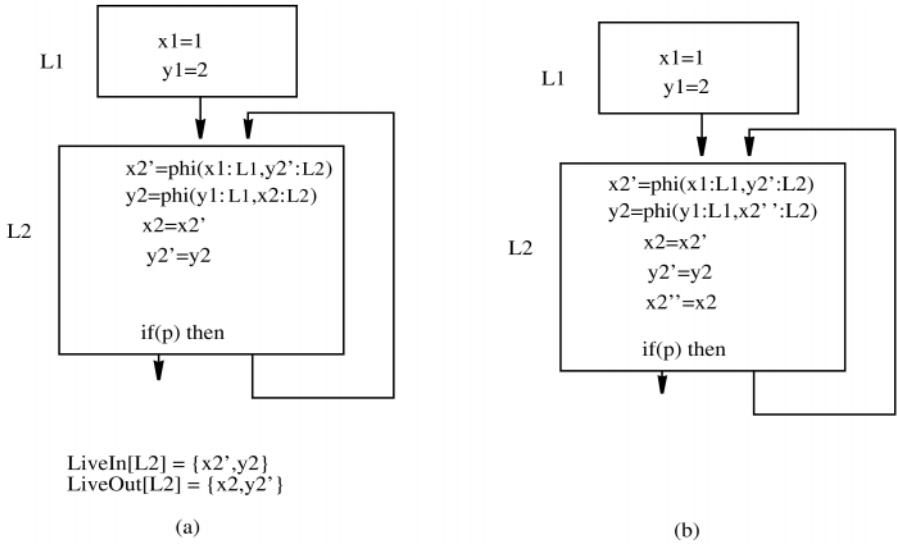 L1
x1=1
y1=2
x2'=phi(x1:L1,y2':L2)
y2=phi(y1:L1,x2:L2)
L2
x2=x2'
y2'=y2
if(p) then
LiveIn[L2] = {x2',y2}
LiveOut[L2] = {x2,y2'}
(a)
L1
x1=1
y1=2
x2'=phi(x1:L1,y2':L2)
y2=phi(y1:L1,x2'':L2)
L2
x2=x2'
y2'=y2
x2''=x2
if(p) then
(b)